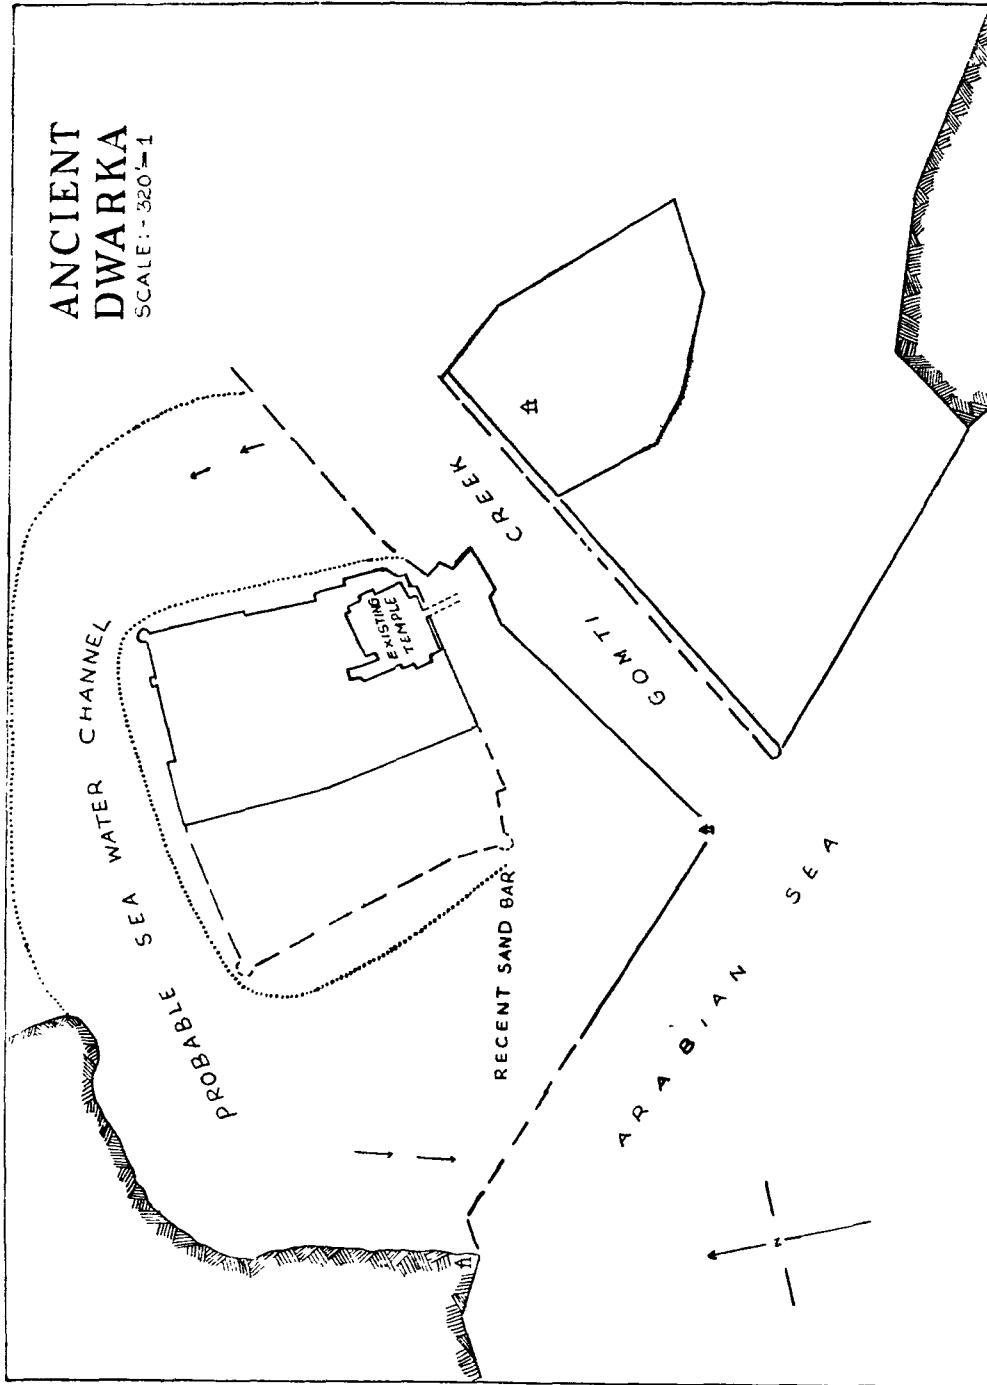 ANCIENT
DWARKA
SCALE:- 320'=1
PROBABLE SEA WATER CHANNEL
EXISTING
TEMPLE
RECENT SAND BAR
GOMTI CREEK
ARABIAN SEA
N